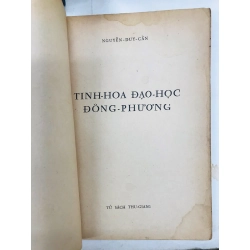 NGUYỄN-DUY-CẦN
TINH-HOA ĐẠO-HỌC
ĐÔNG-PHƯƠNG
TỦ SÁCH THU-GIANG